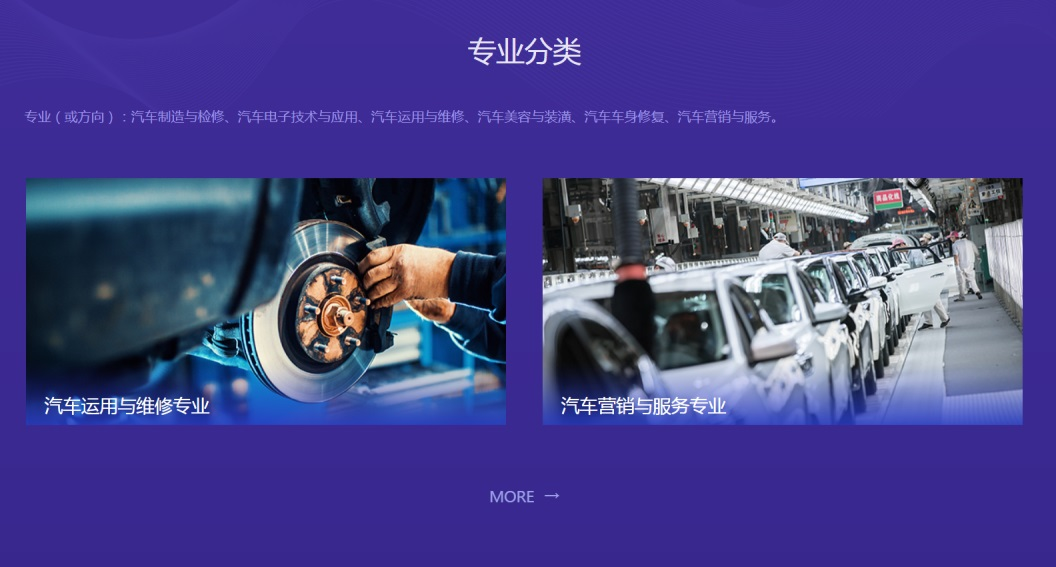 专业分类
专业（或方向）：汽车制造与检修、汽车电子技术与应用、汽车运用与维修、汽车美容与装潢、汽车车身修复、汽车营销与服务。
汽车运用与维修专业
汽车营销与服务专业
MORE →